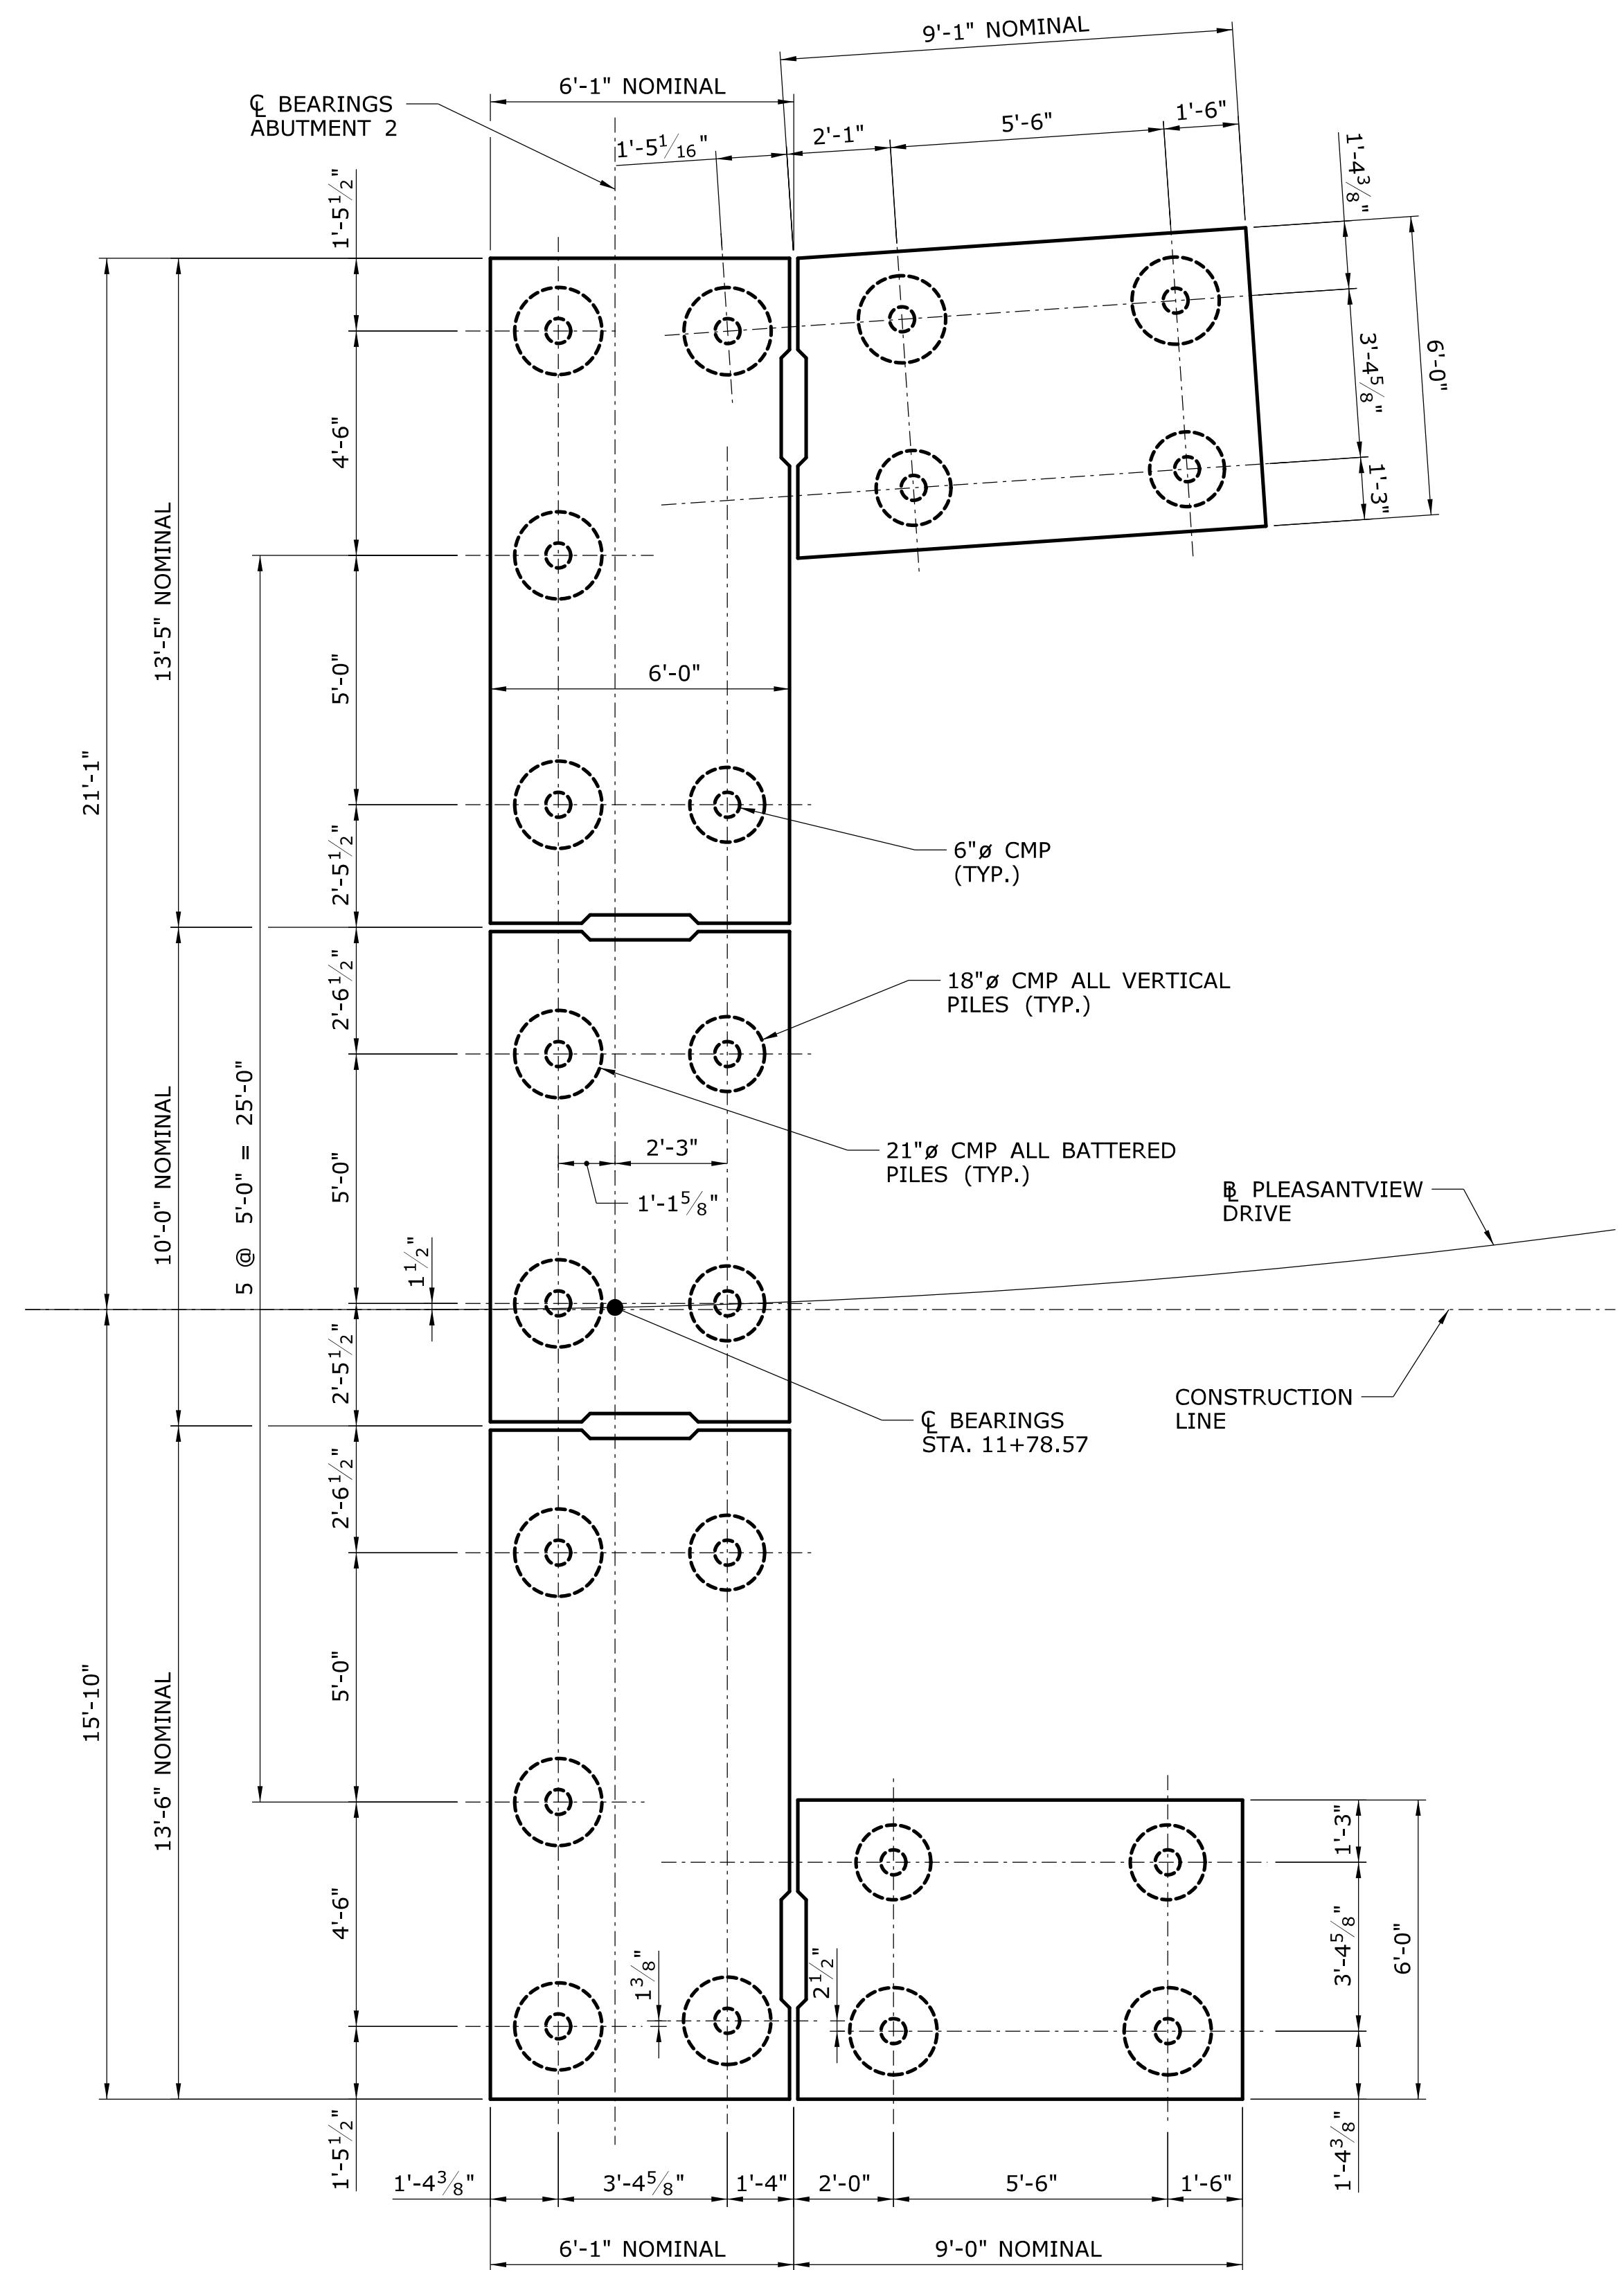 9'-1" NOMINAL
6'-1" NOMINAL
℄ BEARINGS
ABUTMENT 2
1'-5 1/16"
2'-1"
5'-6"
1'-6"
1'-4 3/8"
1'-5 1/2"
3'-4 5/8"
6'-0"
1'-3"
4'-6"
13'-5" NOMINAL
5'-0"
6'-0"
21'-1"
2'-5 1/2"
6"ø CMP
(TYP.)
2'-6 1/2"
18"ø CMP ALL VERTICAL
PILES (TYP.)
10'-0" NOMINAL
5 @ 5'-0" = 25'-0"
5'-0"
2'-3"
1'-1 5/8"
21"ø CMP ALL BATTERED
PILES (TYP.)
BL PLEASANTVIEW
DRIVE
1 1/2"
2'-5 1/2"
CONSTRUCTION
LINE
℄ BEARINGS
STA. 11+78.57
2'-6 1/2"
5'-0"
15'-10"
13'-6" NOMINAL
4'-6"
1 3/8"
2 1/2"
1'-3"
3'-4 5/8"
6'-0"
1'-5 1/2"
1'-4 3/8"
1'-4 3/8"
3'-4 5/8"
1'-4"
2'-0"
5'-6"
1'-6"
6'-1" NOMINAL
9'-0" NOMINAL